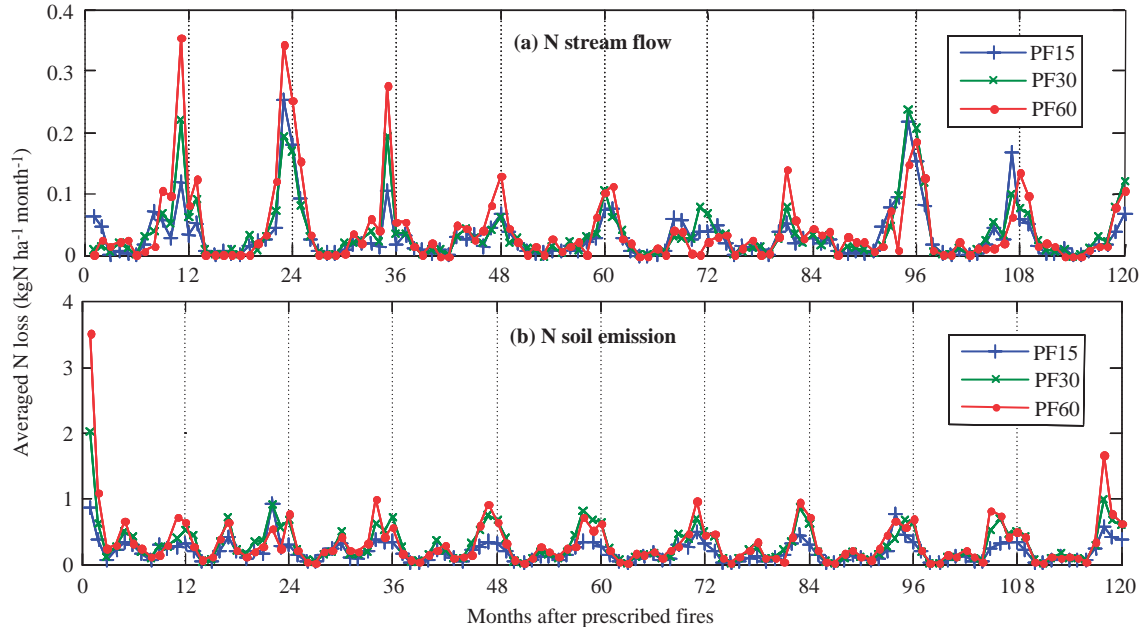 0.4
(a) N stream flow
PF15
PF30
PF60
0.3
0.2
0.1
0
0 12 24 36 48 60 72 84 96 108 120
Averaged N loss (kgN ha-1 month-1)
4
(b) N soil emission
PF15
PF30
PF60
3
2
1
0
0 12 24 36 48 60 72 84 96 108 120
Months after prescribed fires